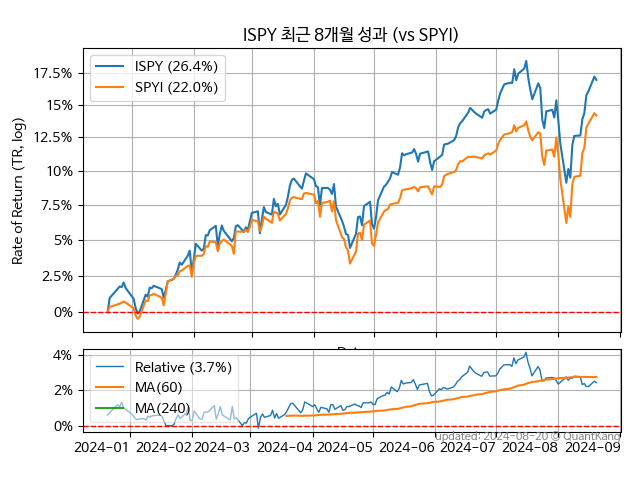 ISPY 최근 8개월 성과 (vs SPYI)
Rate of Return (TR, log)
17.5%
15%
12.5%
10%
7.5%
5%
2.5%
0%
ISPY (26.4%)
SPYI (22.0%)
4%
2%
0%
Relative (3.7%)
MA(60)
MA(240)
2024-01 2024-02 2024-03 2024-04 2024-05 2024-06 2024-07 2024-08 2024-09
updated: 2024-08-20 © QuantKang